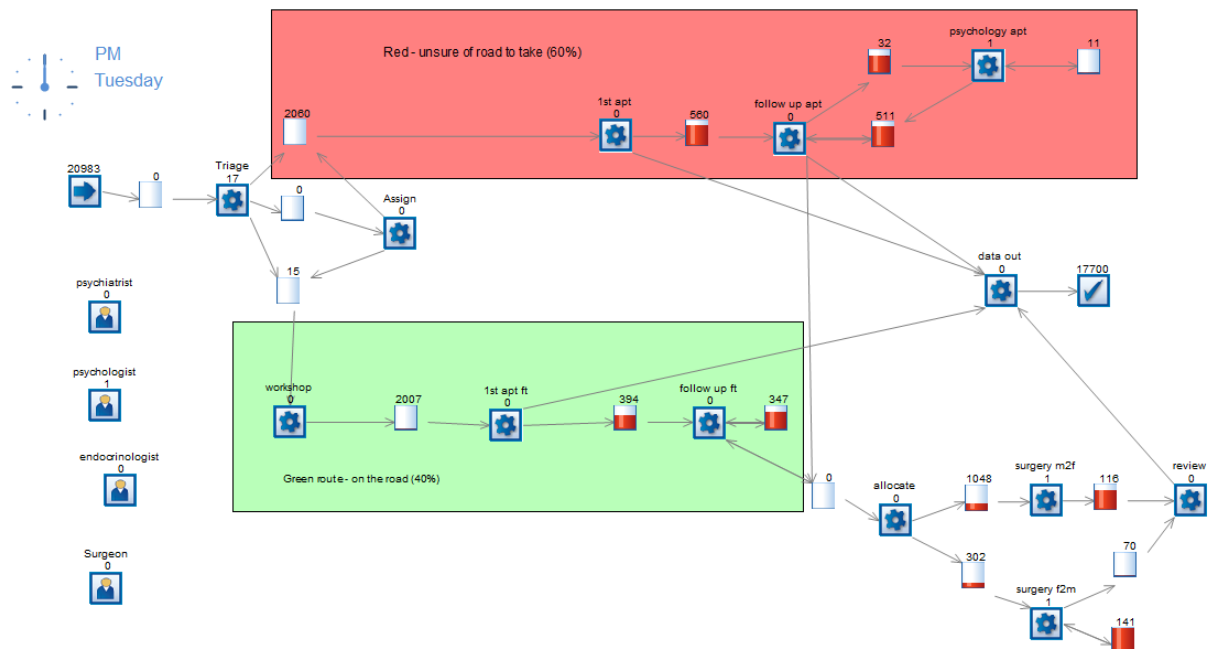 PM
Tuesday
Red - unsure of road to take (60%)
psychology apt
1
32
11
1st apt
0
560
follow up apt
0
511
2060
20983
0
Triage
17
0
Assign
0
15
data out
0
17700
psychiatrist
0
psychologist
1
endocrinologist
0
Surgeon
0
workshop
0
2007
1st apt ft
0
394
follow up ft
0
347
Green route - on the road (40%)
0
allocate
0
1048
surgery m2f
1
116
review
0
302
surgery f2m
1
70
141